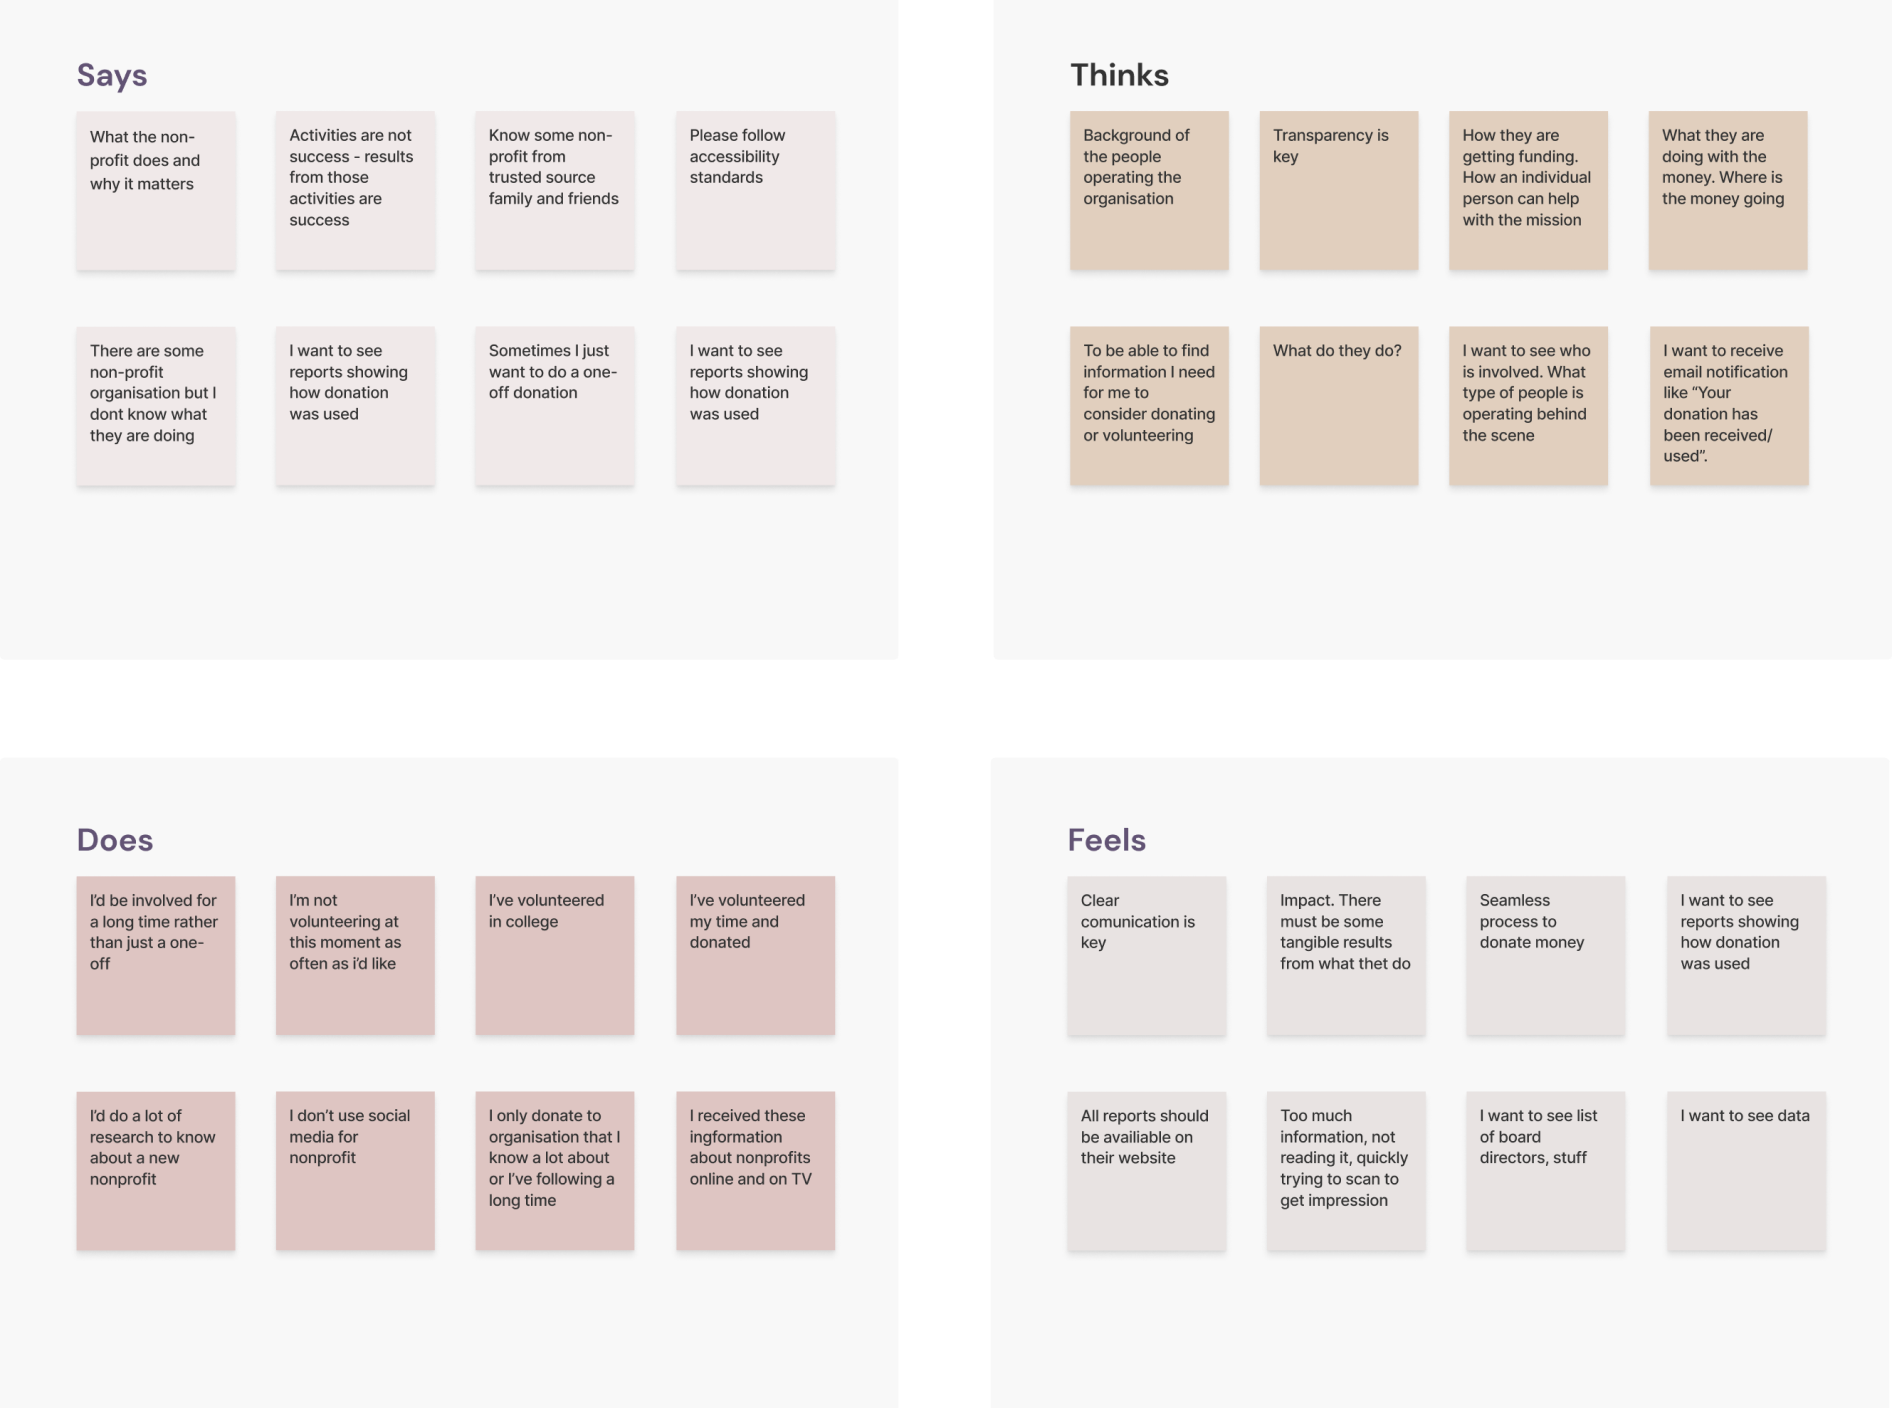 Says
What the non-
profit does and
why it matters
Activities are not
success - results
from those
activities are
success
Know some non-
profit from
trusted source
family and friends
Please follow
accessibility
standards
There are some
non-profit
organisation but I
dont know what
they are doing
I want to see
reports showing
how donation
was used
Sometimes I just
want to do a one-
off donation
I want to see
reports showing
how donation
was used
Thinks
Background of
the people
operating the
organisation
Transparency is
key
How they are
getting funding.
How an individual
person can help
with the mission
What they are
doing with the
money. Where is
the money going
To be able to find
information I need
for me to
consider donating
or volunteering
What do they do?
I want to see who
is involved. What
type of people is
operating behind
the scene
I want to receive
email notification
like “Your
donation has
been received/
used”.
Does
I’d be involved for
a long time rather
than just a one-
off
I’m not
volunteering at
this moment as
often as i’d like
I’ve volunteered
in college
I’ve volunteered
my time and
donated
I’d do a lot of
research to know
about a new
nonprofit
I don’t use social
media for
nonprofit
I only donate to
organisation that I
know a lot about
or I’ve following a
long time
I received these
ingformation
about nonprofits
online and on TV
Feels
Clear
comunication is
key
Impact. There
must be some
tangible results
from what thet do
Seamless
process to
donate money
I want to see
reports showing
how donation
was used
All reports should
be availiable on
their website
Too much
information, not
reading it, quickly
trying to scan to
get impression
I want to see list
of board
directors, stuff
I want to see data